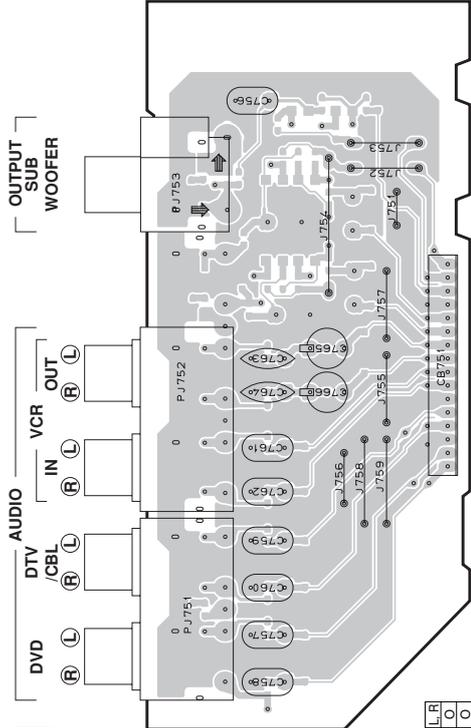 OUTPUT
SUB
WOOFER
AUDIO
VCR
OUT
IN
DTV
/CBL
DVD
L
R
L
R
L
R
L
R
PJ753
PJ752
PJ751
C756
C763
C764
C765
C766
C761
C762
C759
C760
C757
C758
J753
J752
J751
J754
J757
J755
J756
J758
J759
CB751
L,R
O
O